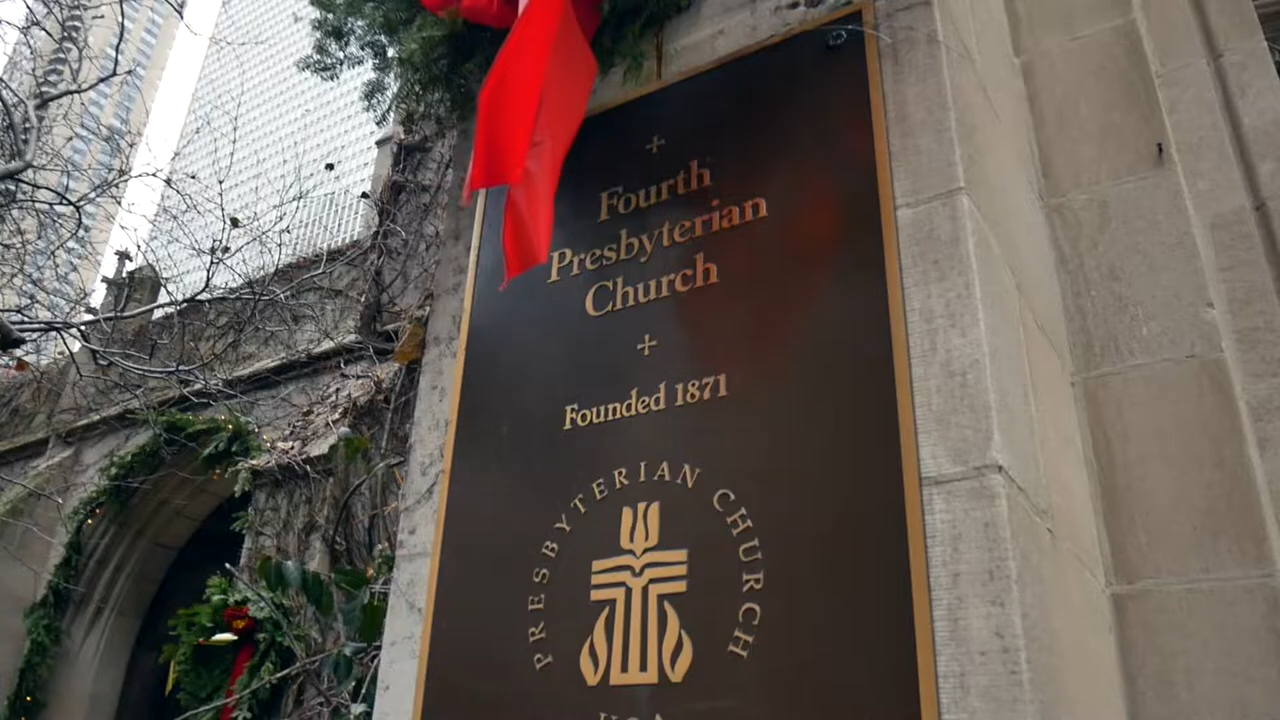 Fourth
Presbyterian
Church
Founded 1871
PRESBYTERIAN CHURCH